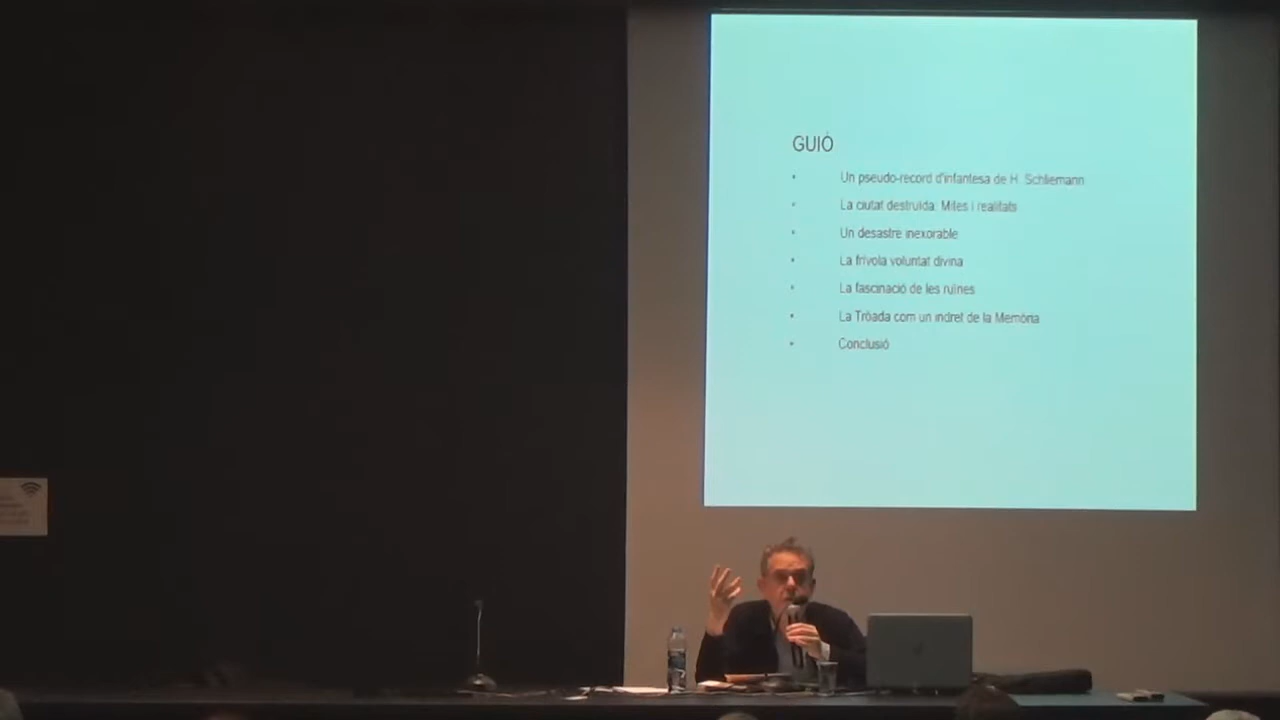 GUIÓ
• Un pseudo-record d'infantesa de H. Schliemann
• La ciutat destruïda. Mites i realitats
• Un desastre inexorable
• La frívola voluntat divina
• La fascinació de les ruïnes
• La Tròada com un indret de la Memòria
• Conclusió